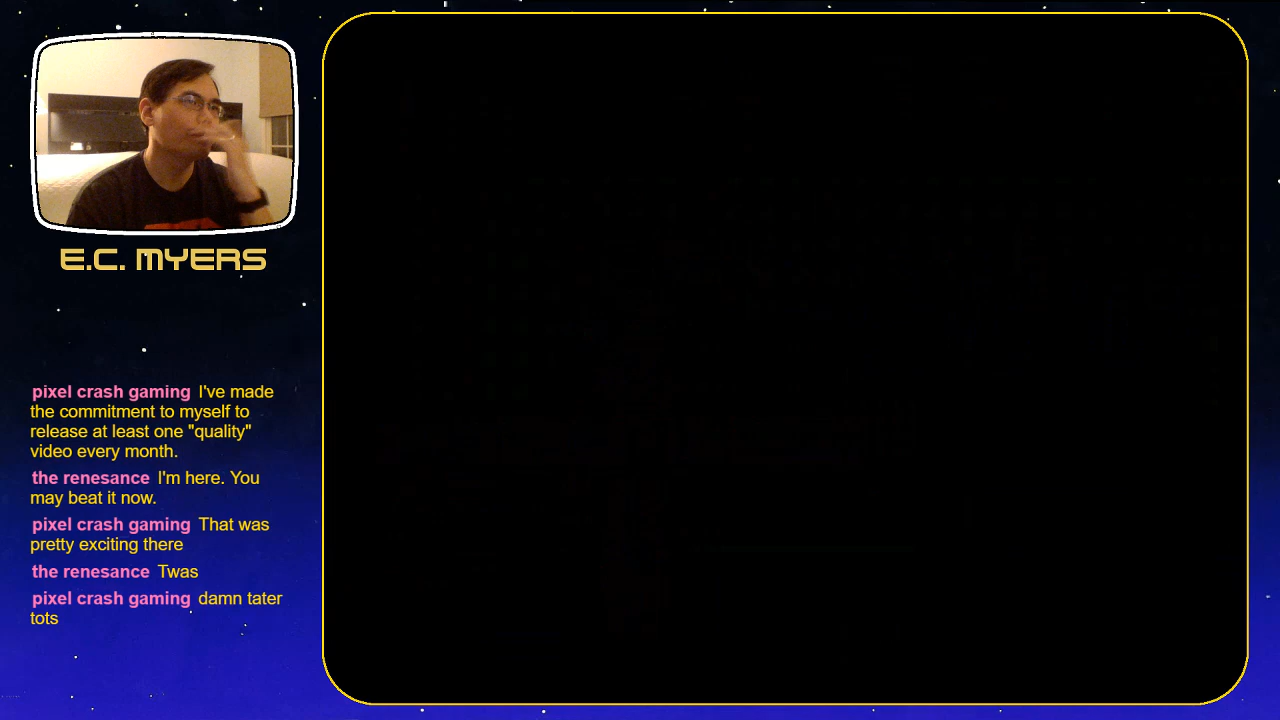 E.C. MYERS
pixel crash gaming I've made
the commitment to myself to
release at least one "quality"
video every month.
the renesance I'm here. You
may beat it now.
pixel crash gaming That was
pretty exciting there
the renesance Twas
pixel crash gaming damn tater
tots